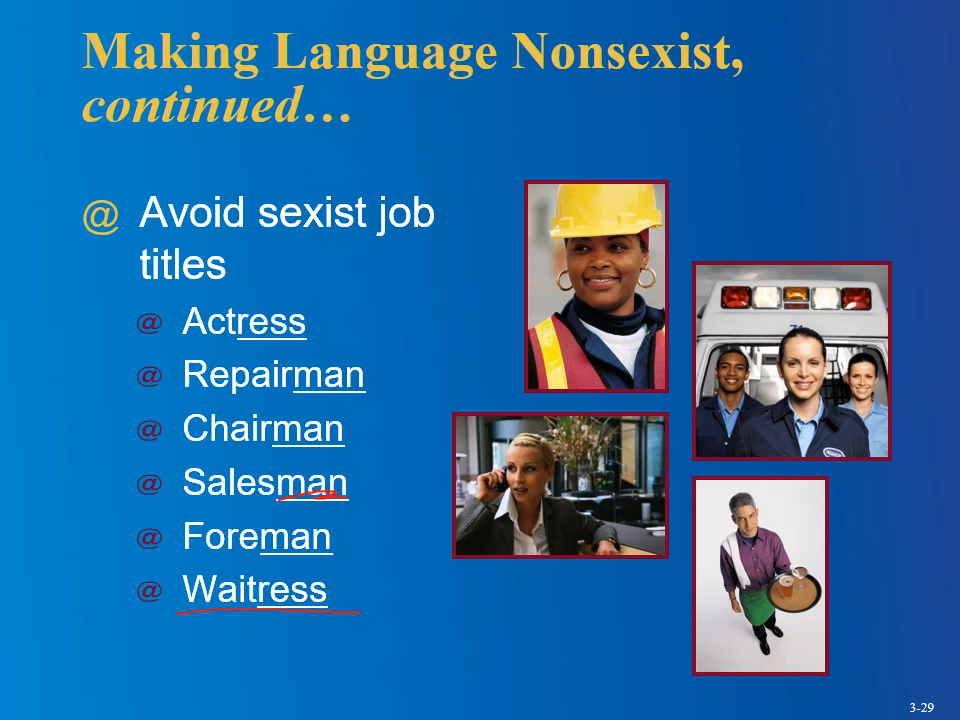 Making Language Nonsexist,
continued…
@ Avoid sexist job
titles
@ Actress
@ Repairman
@ Chairman
@ Salesman
@ Foreman
@ Waitress
3-29